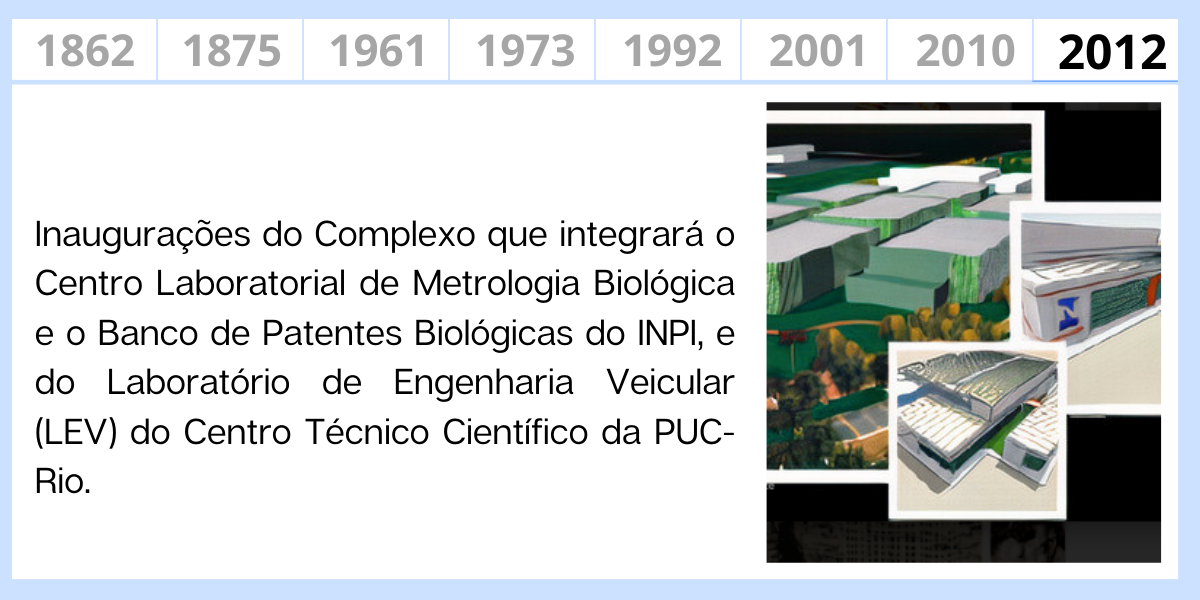 1862 1875 1961 1973 1992 2001 2010 2012
Inaugurações do Complexo que integrará o
Centro Laboratorial de Metrologia Biológica
e o Banco de Patentes Biológicas do INPI, e
do Laboratório de Engenharia Veicular
(LEV) do Centro Técnico Científico da PUC-
Rio.